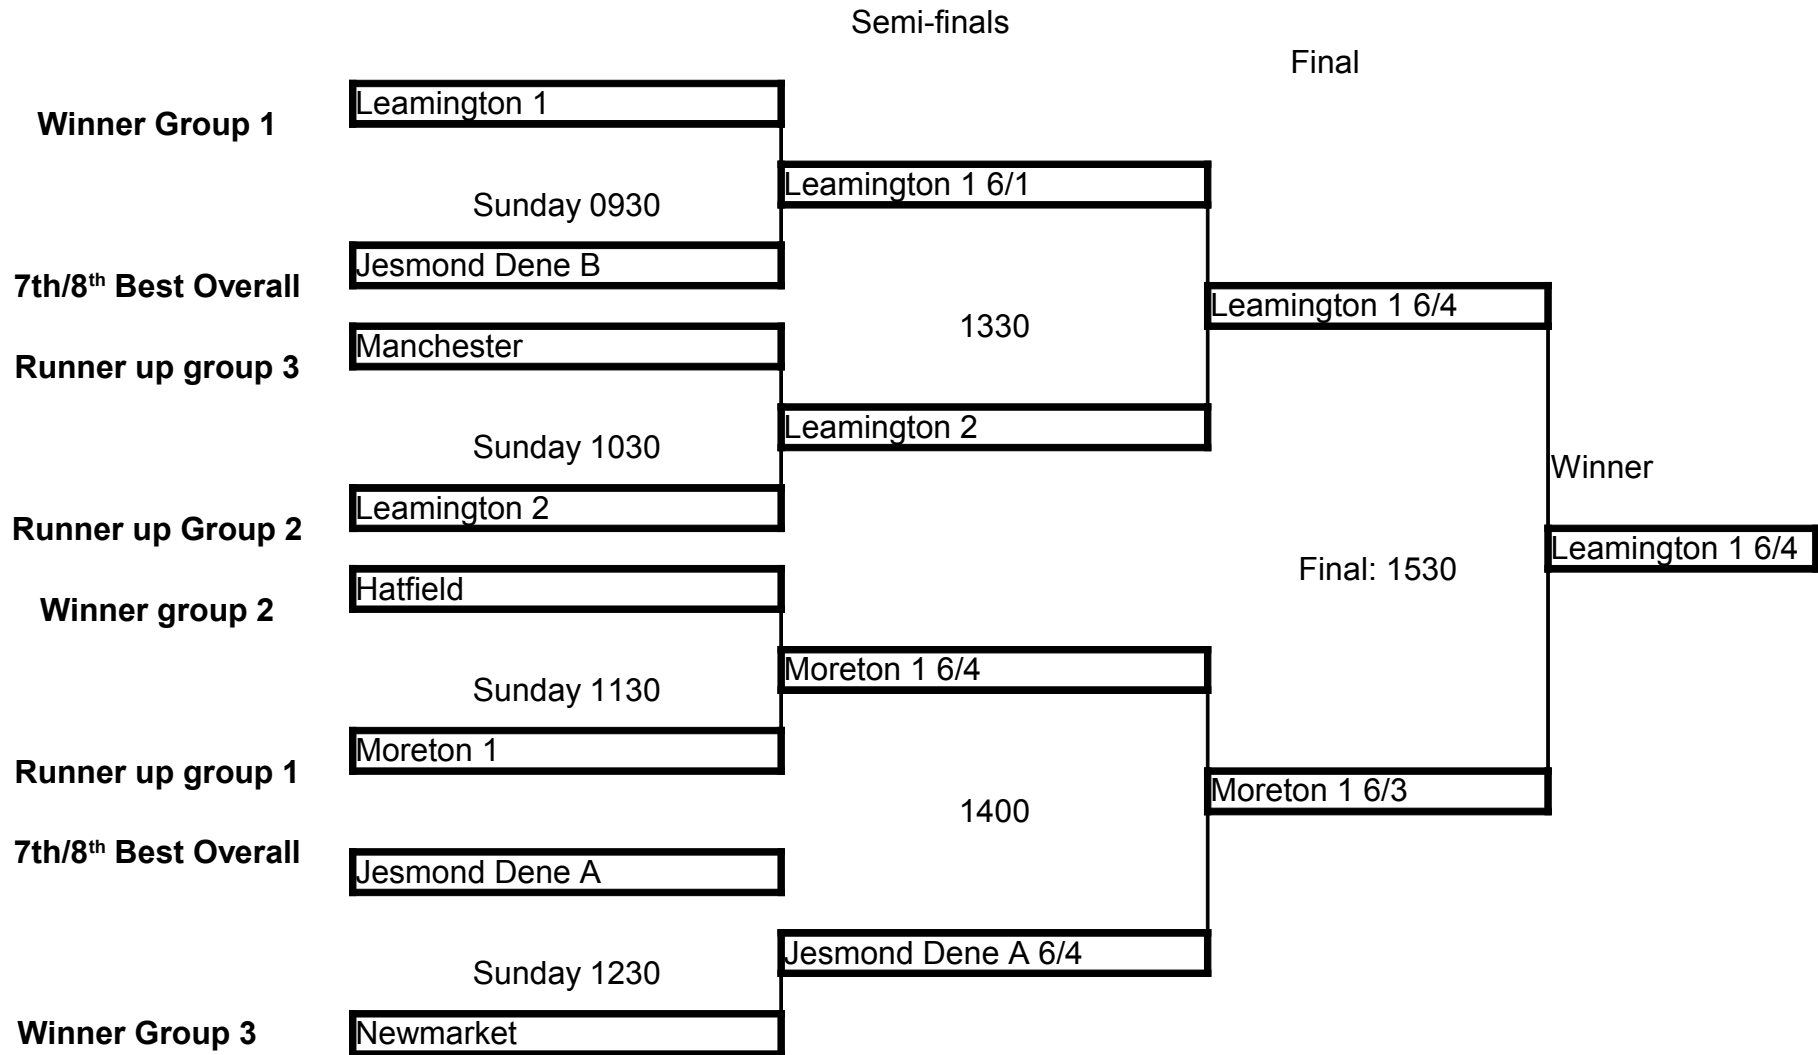 Semi-finals
Final
Winner Group 1
Leamington 1
Sunday 0930
Leamington 1 6/1
7th/8th Best Overall
Jesmond Dene B
Runner up group 3
Manchester
1330
Leamington 1 6/4
Sunday 1030
Leamington 2
Runner up Group 2
Leamington 2
Winner
Winner group 2
Hatfield
Final: 1530
Leamington 1 6/4
Sunday 1130
Moreton 1 6/4
Runner up group 1
Moreton 1
1400
Moreton 1 6/3
7th/8th Best Overall
Jesmond Dene A
Sunday 1230
Jesmond Dene A 6/4
Winner Group 3
Newmarket